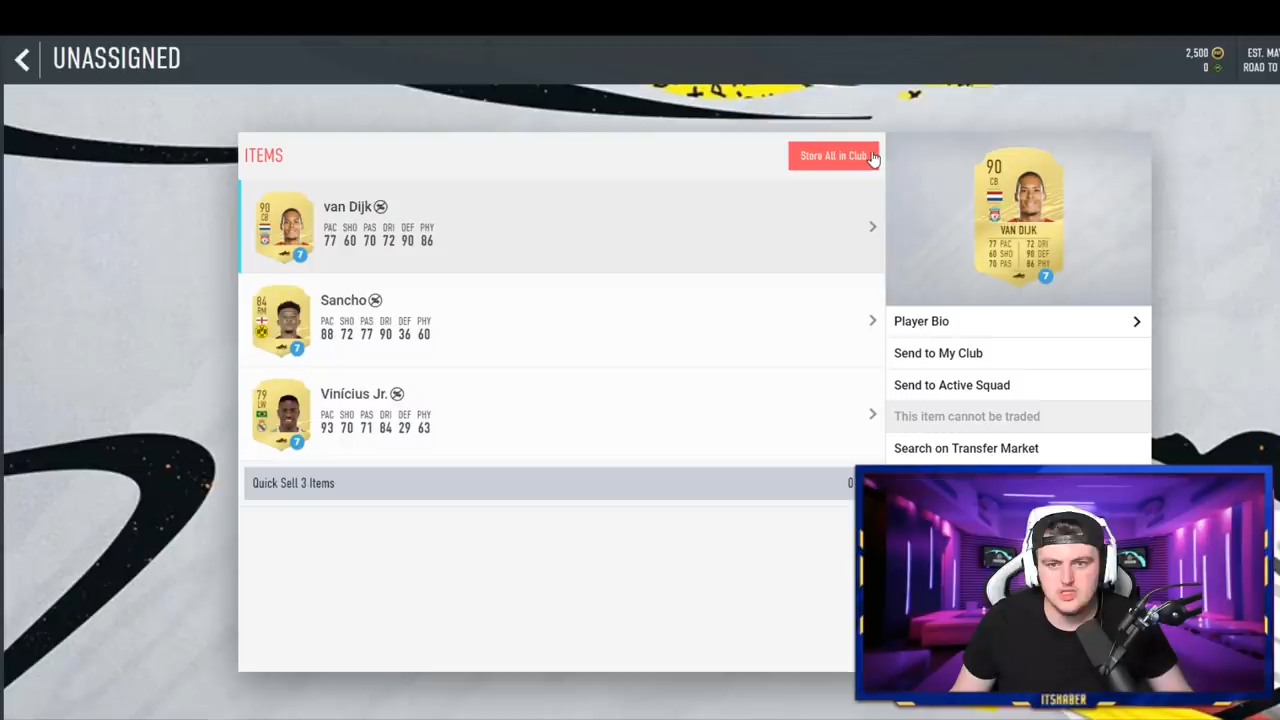 UNASSIGNED
2,500
0
EST. MA
ROAD TO
ITEMS
Store All in Club
90
CB
van Dijk
PAC SHO PAS DRI DEF PHY
77 60 70 72 90 86
7
84
RM
Sancho
PAC SHO PAS DRI DEF PHY
88 72 77 90 36 60
7
79
LW
Vinícius Jr.
PAC SHO PAS DRI DEF PHY
93 70 71 84 29 63
7
Quick Sell 3 Items
0
90
CB
VAN DIJK
77 PAC 72 DRI
60 SHO 90 DEF
70 PAS 86 PHY
7
Player Bio
Send to My Club
Send to Active Squad
This item cannot be traded
Search on Transfer Market
ITSHABER